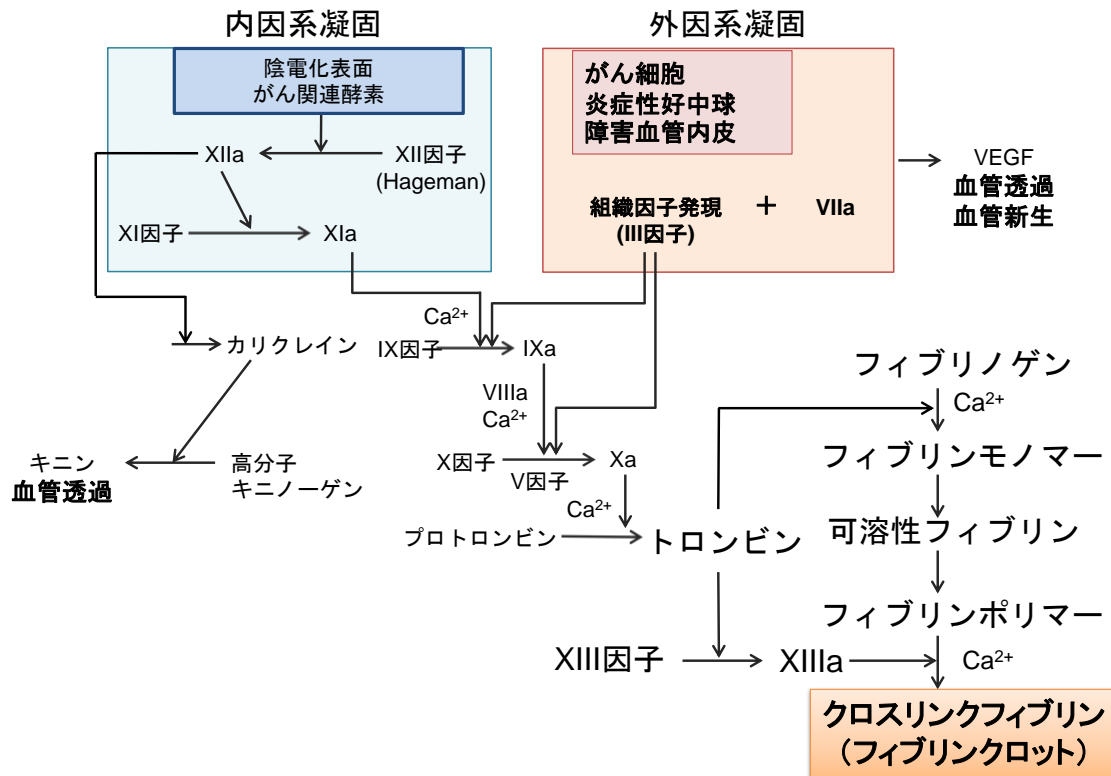 内因系凝固
外因系凝固
陰電化表面
がん関連酵素
がん細胞
炎症性好中球
障害血管内皮
XIIa
XII因子
(Hageman)
VEGF
血管透過
血管新生
組織因子発現
(III因子)
+
VIIa
XI因子
XIa
Ca2+
カリクレイン
IX因子
IXa
フィブリノゲン
VIIIa
Ca2+
Ca2+
キニン
血管透過
高分子
キニノーゲン
X因子
Xa
V因子
フィブリンモノマー
Ca2+
プロトロンビン
トロンビン
可溶性フィブリン
フィブリンポリマー
XIII因子
XIIIa
Ca2+
クロスリンクフィブリン
(フィブリンクロット)